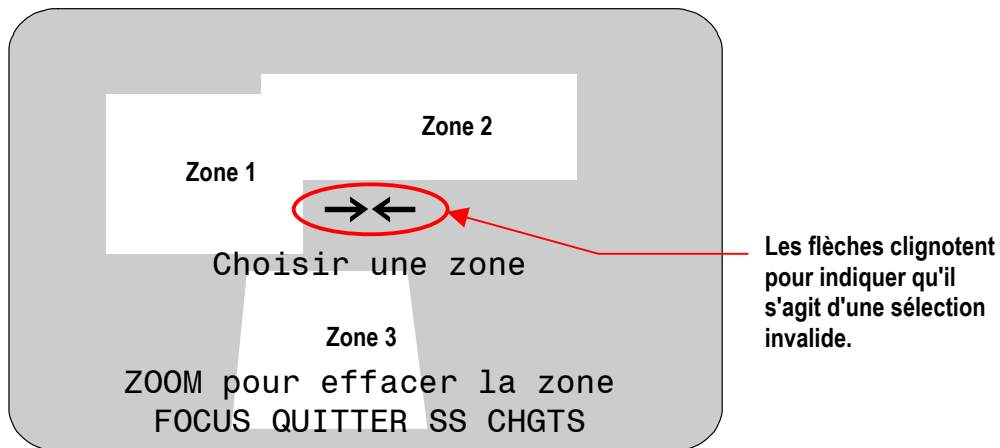 Zone 2
Zone 1
Choisir une zone
Les flèches clignotent
pour indiquer qu'il
s'agit d'une sélection
invalide.
Zone 3
ZOOM pour effacer la zone
FOCUS QUITTER SS CHGTS